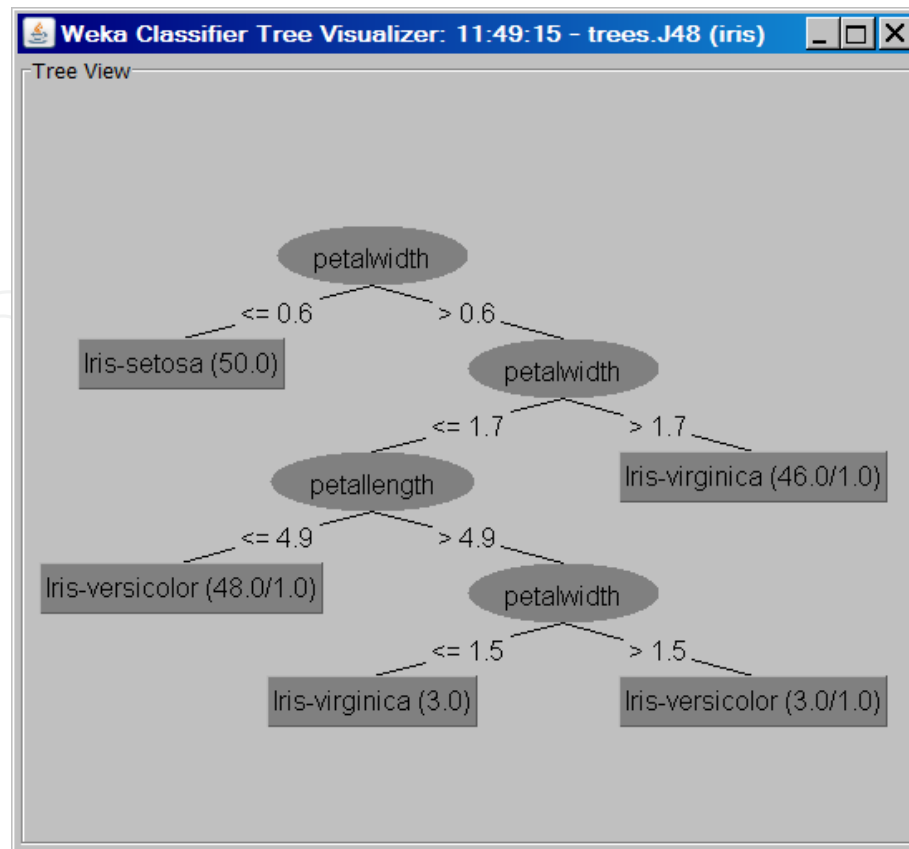 Weka Classifier Tree Visualizer: 11:49:15 - trees.J48 (iris)
Tree View
petalwidth
<= 0.6 > 0.6
Iris-setosa (50.0) petalwidth
<= 1.7 > 1.7
petallength Iris-virginica (46.0/1.0)
<= 4.9 > 4.9
Iris-versicolor (48.0/1.0) petalwidth
<= 1.5 > 1.5
Iris-virginica (3.0) Iris-versicolor (3.0/1.0)